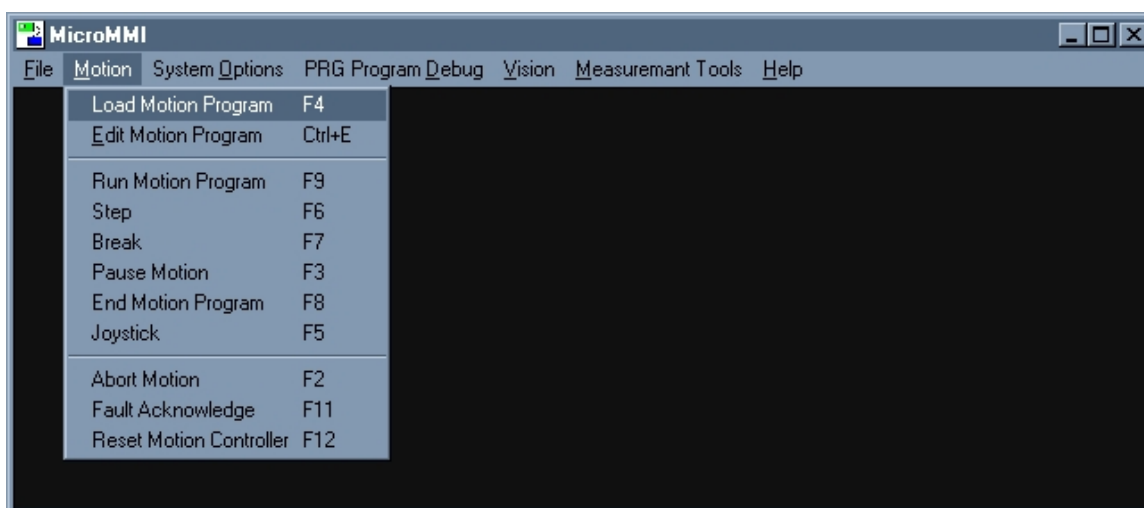 MicroMMI
File Motion System Options PRG Program Debug Vision Measuremant Tools Help
Load Motion Program F4
Edit Motion Program Ctrl+E
Run Motion Program F9
Step F6
Break F7
Pause Motion F3
End Motion Program F8
Joystick F5
Abort Motion F2
Fault Acknowledge F11
Reset Motion Controller F12